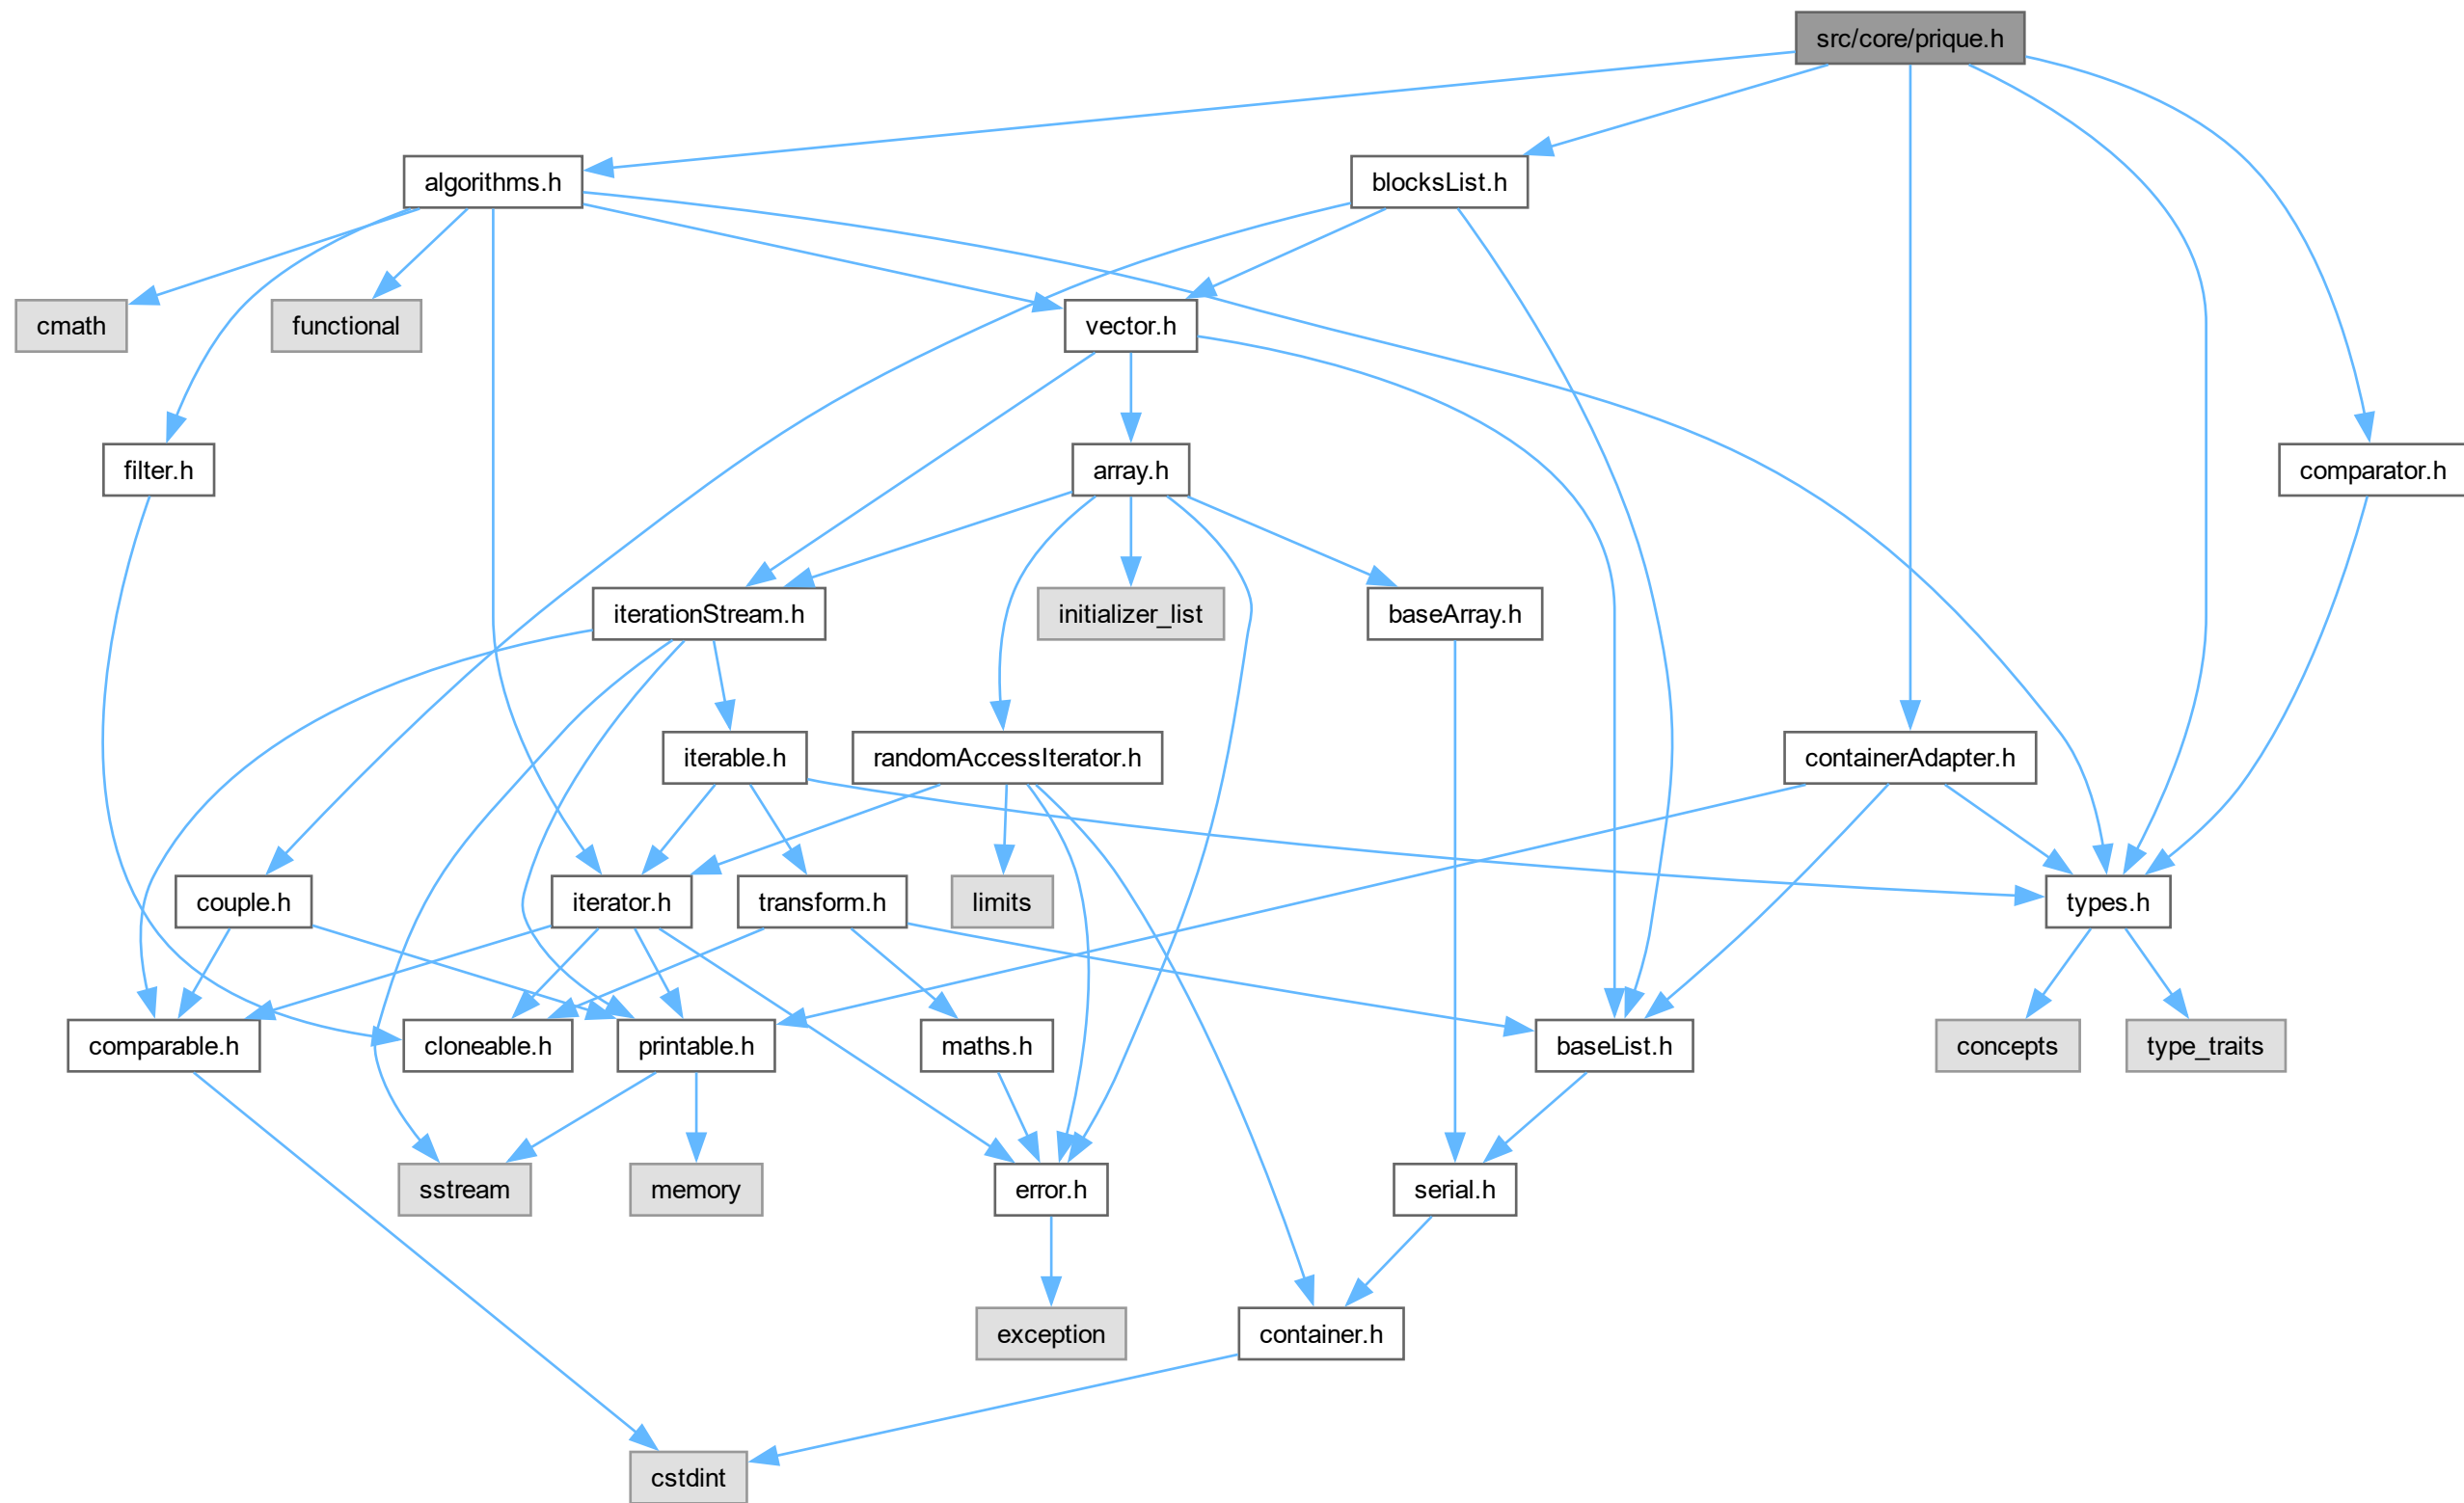 src/core/prique.h
algorithms.h
blocksList.h
cmath
functional
vector.h
filter.h
array.h
comparator.h
iterationStream.h
initializer_list
baseArray.h
iterable.h
randomAccessIterator.h
containerAdapter.h
couple.h
iterator.h
transform.h
limits
types.h
comparable.h
cloneable.h
printable.h
maths.h
baseList.h
concepts
type_traits
sstream
memory
error.h
serial.h
exception
container.h
cstdint